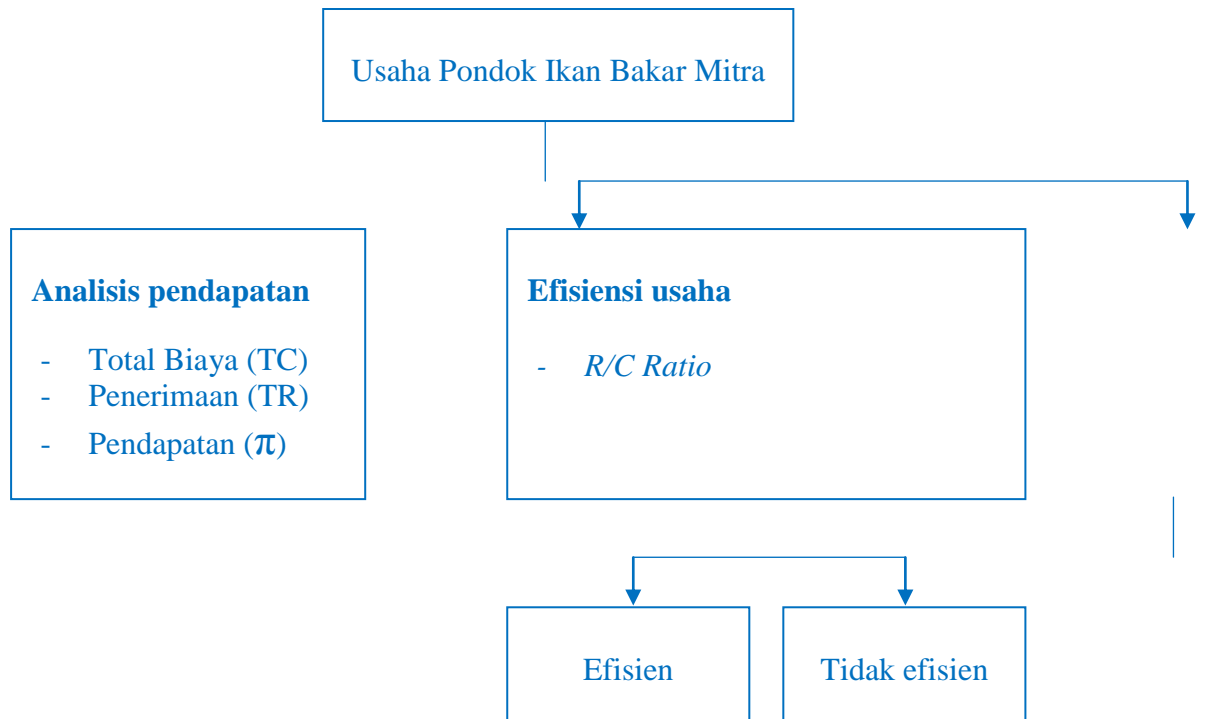 Usaha Pondok Ikan Bakar Mitra
Analisis pendapatan
- Total Biaya (TC)
- Penerimaan (TR)
- Pendapatan (π)
Efisiensi usaha
- R/C Ratio
Efisien
Tidak efisien